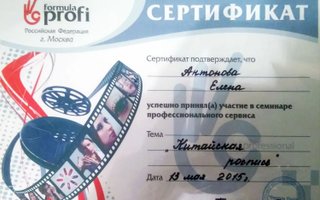 formula
profi
Российская Федерация
г. Москва
СЕРТИФИКАТ
Сертификат подтверждает, что
Антонова
Елена
успешно принял(а) участие в семинаре
профессионального сервиса
Тема
"Китайская
роспись"
Дата 13 мая 2015г.